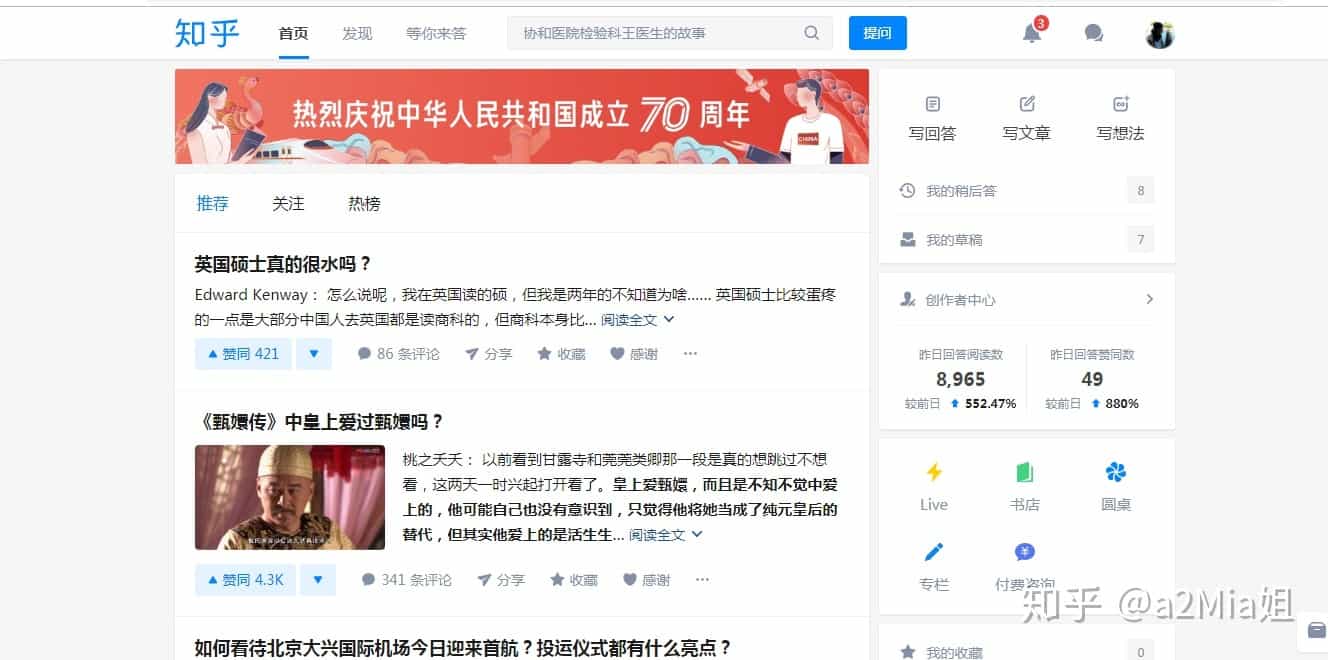 知乎
首页 发现 等你来答
协和医院检验科王医生的故事
提问
3
热烈庆祝中华人民共和国成立 70 周年
CHINA
推荐 关注 热榜
英国硕士真的很水吗？
Edward Kenway： 怎么说呢，我在英国读的硕，但我是两年的不知道为啥...... 英国硕士比较蛋疼
的一点是大部分中国人去英国都是读商科的，但商科本身比... 阅读全文
赞同 421
86 条评论 分享 收藏 感谢 ···
《甄嬛传》中皇上爱过甄嬛吗？
桃之夭夭： 以前看到甘露寺和莞莞类卿那一段是真的想跳过不想
看，这两天一时兴起打开看了。皇上爱甄嬛，而且是不知不觉中爱
上的，他可能自己也没有意识到，只觉得他将她当成了纯元皇后的
替代，但其实他爱上的是活生生... 阅读全文
赞同 4.3K
341 条评论 分享 收藏 感谢 ···
如何看待北京大兴国际机场今日迎来首航？投运仪式都有什么亮点？
写回答 写文章 写想法
我的稍后答 8
我的草稿 7
创作者中心
昨日回答阅读数 昨日回答赞同数
8,965 49
较前日 552.47% 较前日 880%
Live 书店 圆桌
专栏 付费咨询
我的收藏 0
知乎 @a2Mia姐